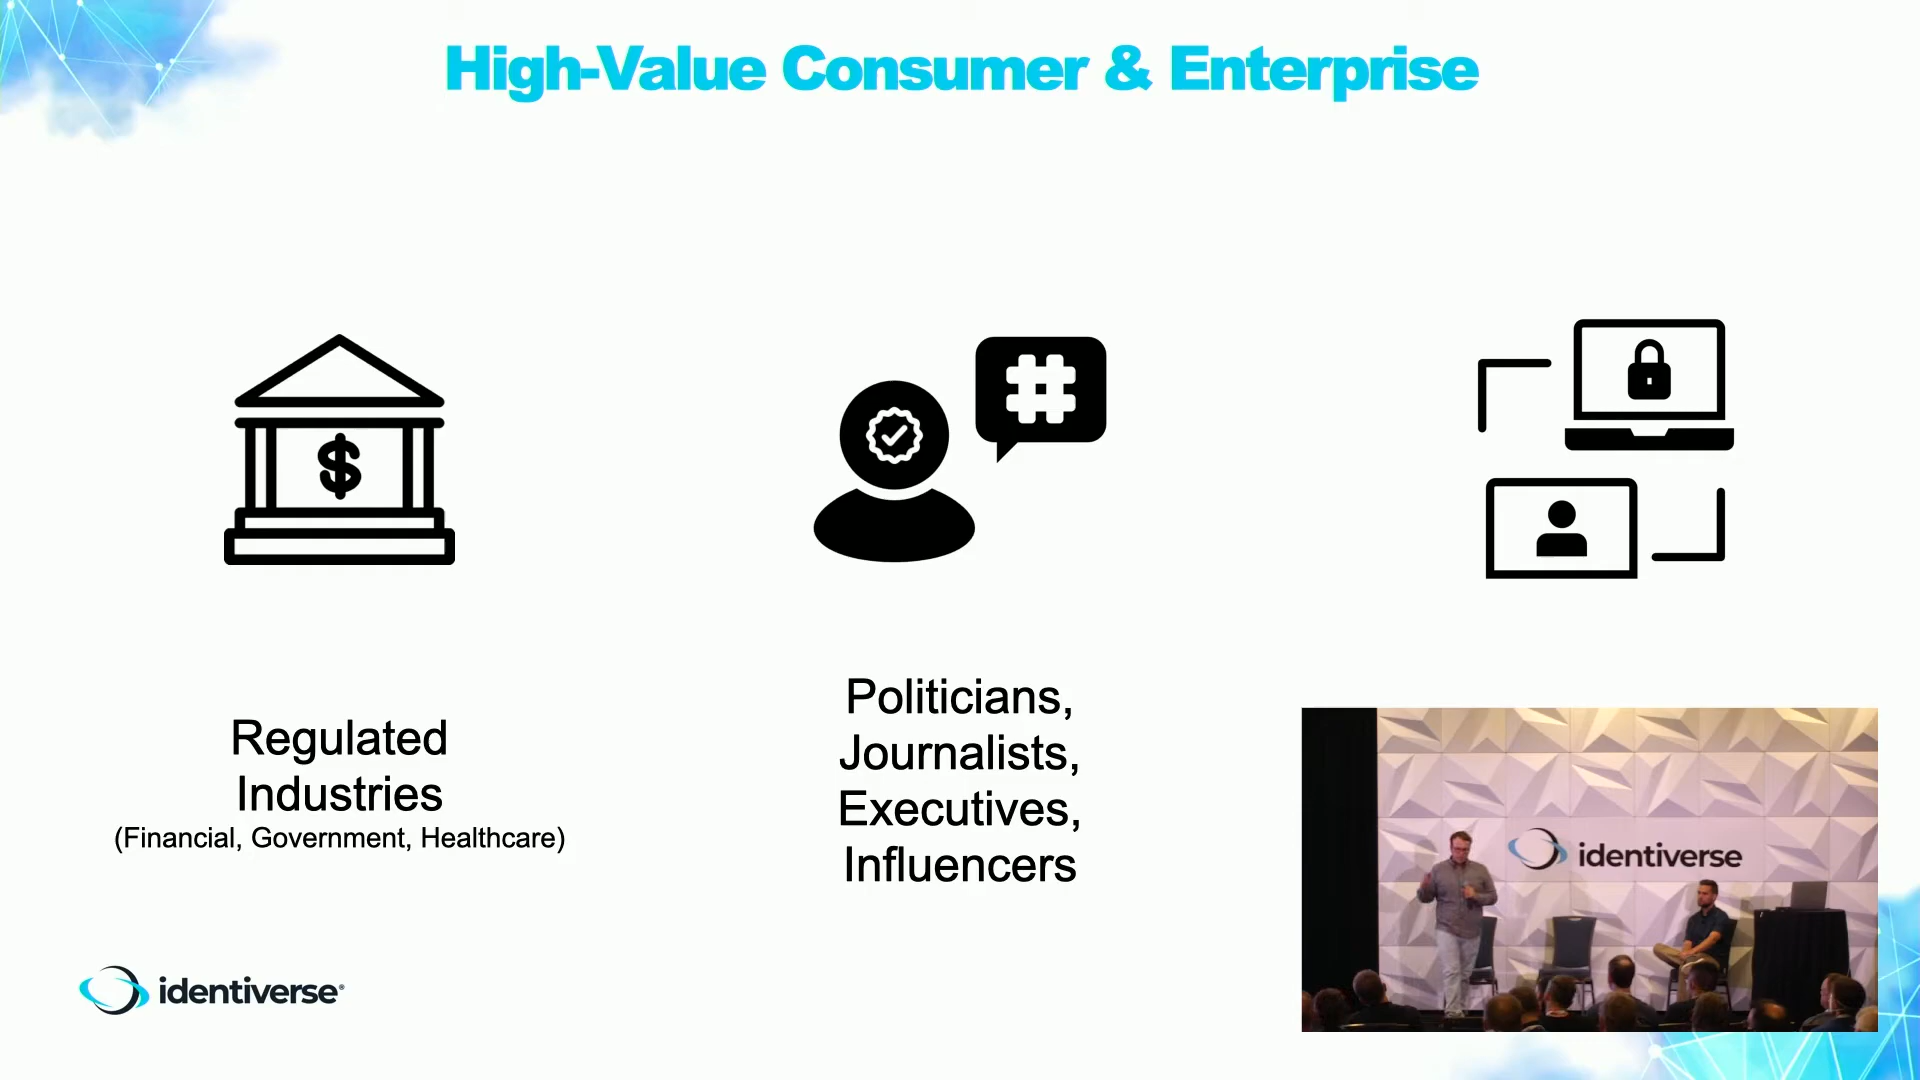 High-Value Consumer & Enterprise
$
#
Regulated
Industries
(Financial, Government, Healthcare)
Politicians,
Journalists,
Executives,
Influencers
identiverse
identiverse®